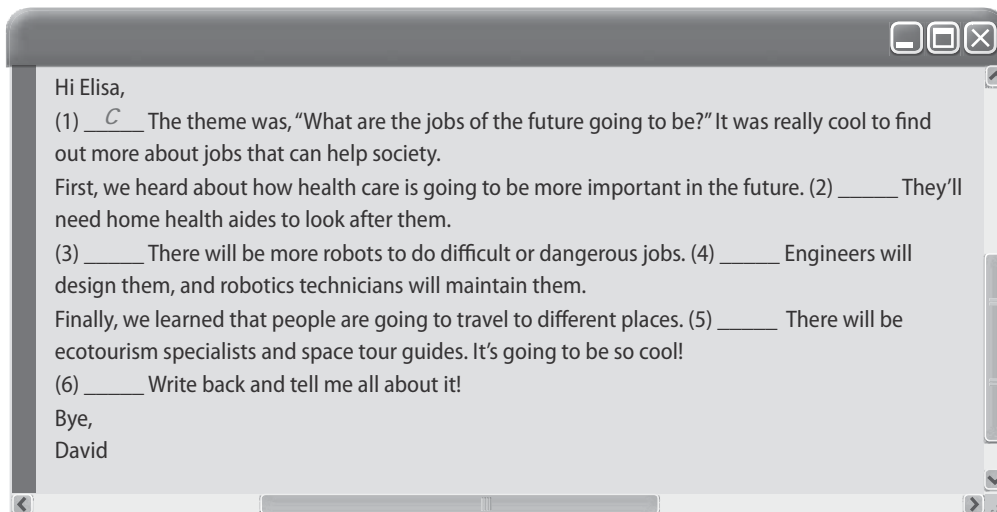 Hi Elisa,
(1) __C__ The theme was, “What are the jobs of the future going to be?” It was really cool to find
out more about jobs that can help society.
First, we heard about how health care is going to be more important in the future. (2) _____ They’ll
need home health aides to look after them.
(3) _____ There will be more robots to do difficult or dangerous jobs. (4) _____ Engineers will
design them, and robotics technicians will maintain them.
Finally, we learned that people are going to travel to different places. (5) _____ There will be
ecotourism specialists and space tour guides. It’s going to be so cool!
(6) _____ Write back and tell me all about it!
Bye,
David